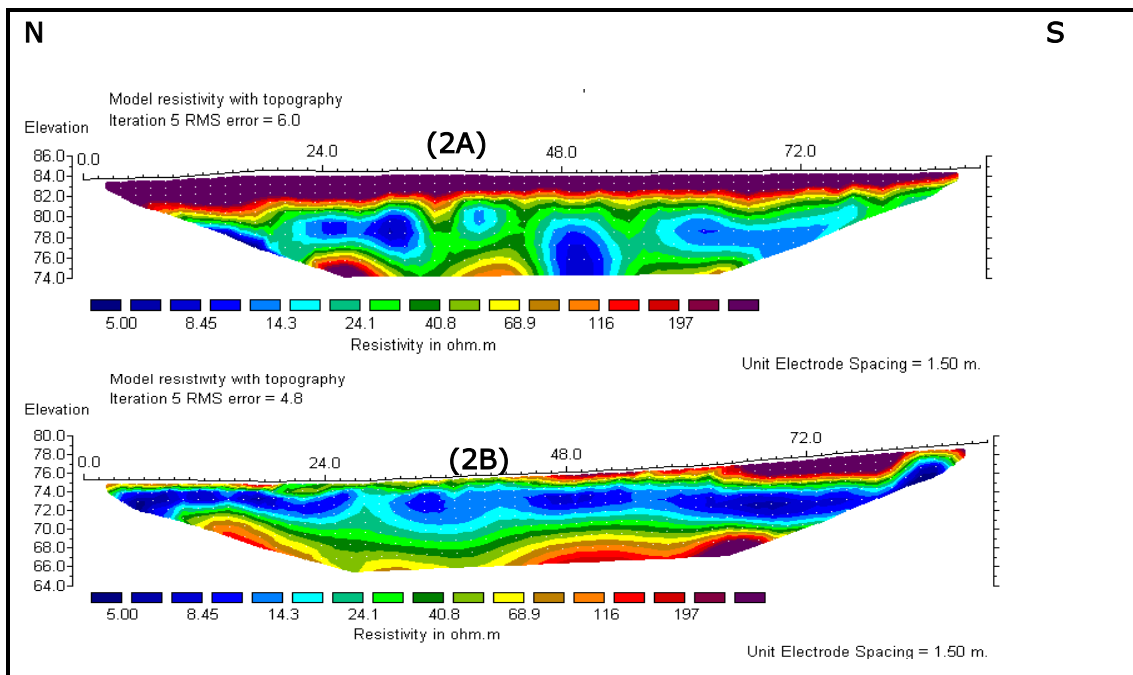 N S
Model resistivity with topography
Iteration 5 RMS error = 6.0
Elevation
(2A)
0.0 24.0 48.0 72.0
86.0
84.0
82.0
80.0
78.0
76.0
74.0
5.00 8.45 14.3 24.1 40.8 68.9 116 197
Resistivity in ohm.m
Unit Electrode Spacing = 1.50 m.
Model resistivity with topography
Iteration 5 RMS error = 4.8
Elevation
(2B)
0.0 24.0 48.0 72.0
80.0
78.0
76.0
74.0
72.0
70.0
68.0
66.0
64.0
5.00 8.45 14.3 24.1 40.8 68.9 116 197
Resistivity in ohm.m
Unit Electrode Spacing = 1.50 m.